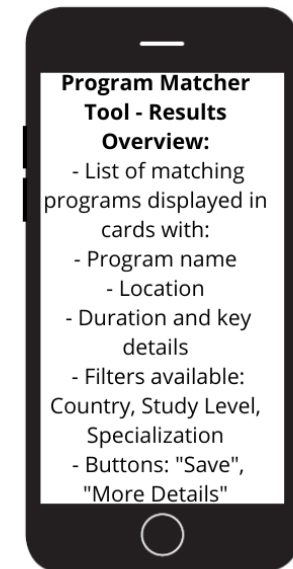 Program Matcher
Tool - Results
Overview:
- List of matching
programs displayed in
cards with:
- Program name
- Location
- Duration and key
details
- Filters available:
Country, Study Level,
Specialization
- Buttons: "Save",
"More Details"